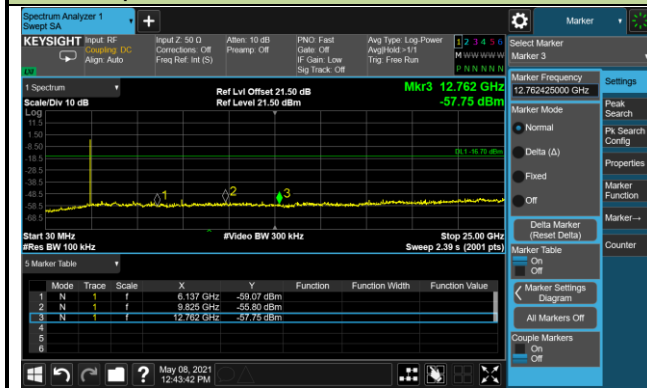 Spectrum Analyzer 1
Swept SA
Marker
KEYSIGHT
Input: RF
Coupling: DC
Align: Auto
Input Z: 50 Ω
Corrections: Off
Freq Ref: Int (S)
Atten: 10 dB
Preamp: Off
PNO: Fast
Gate: Off
IF Gain: Low
Sig Track: Off
Avg Type: Log-Power
Avg|Hold:>1/1
Trig: Free Run
1 2 3 4 5 6
M W W W W W
P N N N N N
Select Marker
Marker 3
1 Spectrum
Scale/Div 10 dB
Log
Ref Lvl Offset 21.50 dB
Ref Level 21.50 dBm
Mkr3 12.762 GHz
-57.75 dBm
11.5
1.50
-8.50
-18.5
-28.5
-38.5
-48.5
-58.5
-68.5
DL1 -16.70 dBm
1
2
3
Start 30 MHz
#Res BW 100 kHz
#Video BW 300 kHz
Stop 25.00 GHz
Sweep 2.39 s (2001 pts)
5 Marker Table
Mode Trace Scale X Y Function Function Width Function Value
1 N 1 f 6.137 GHz -59.07 dBm
2 N 1 f 9.825 GHz -55.80 dBm
3 N 1 f 12.762 GHz -57.75 dBm
4
5
6
Marker Frequency
12.762425000 GHz
Marker Mode
Normal
Delta (Δ)
Fixed
Off
Delta Marker
(Reset Delta)
Marker Table
On
Off
Marker Settings
Diagram
All Markers Off
Couple Markers
On
Off
Settings
Peak
Search
Pk Search
Config
Properties
Marker
Function
Marker→
Counter
May 08, 2021
12:43:42 PM